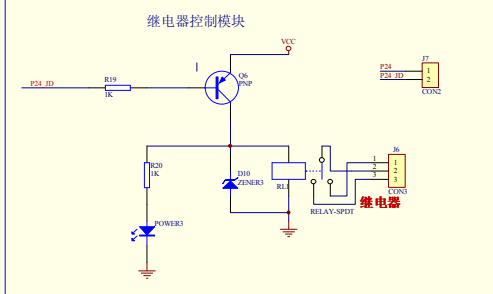 继电器控制模块
VCC
Q6
PNP
P24_JD
R19
1K
J7
P24
P24_JD
1
2
CON2
R20
1K
D10
ZENER3
RL1
RELAY-SPDT
J6
1
2
3
1
2
3
CON3
继电器
POWER3